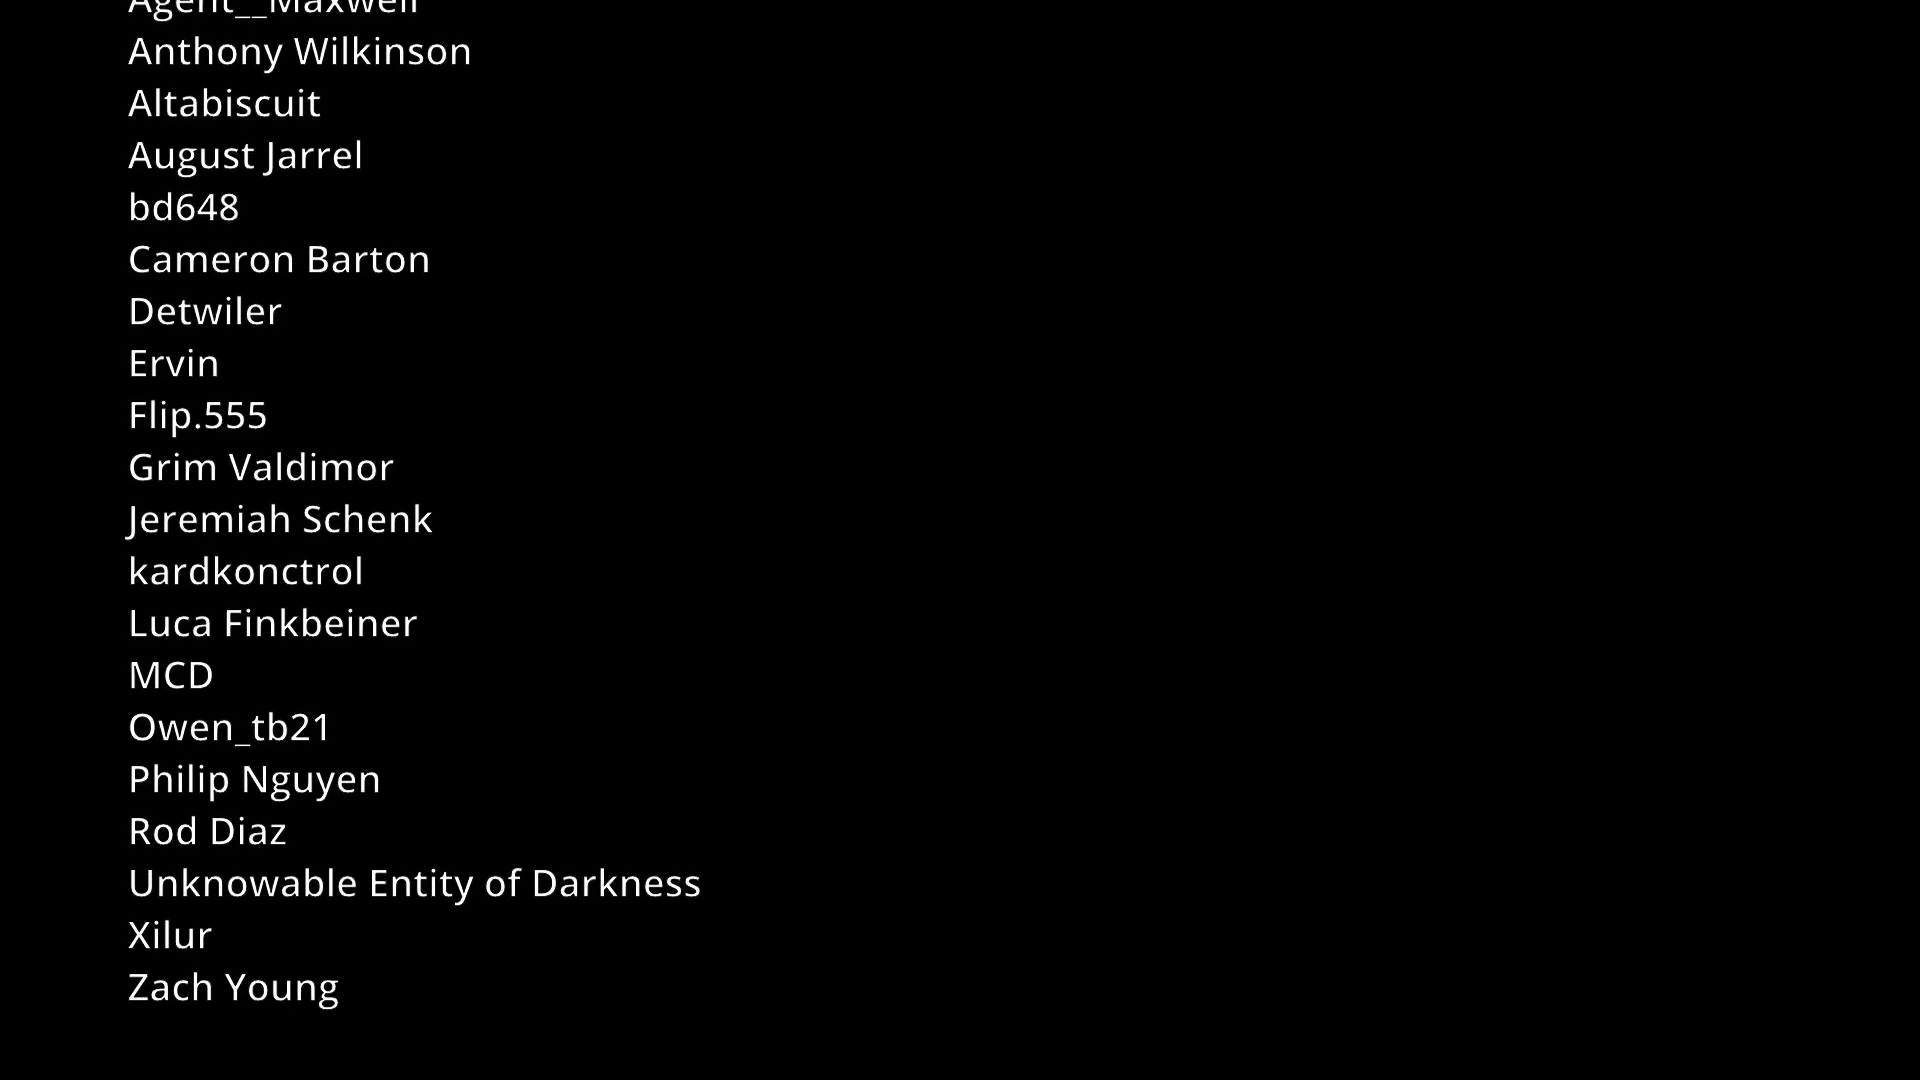 Agent__Maxwell
Anthony Wilkinson
Altabiscuit
August Jarrel
bd648
Cameron Barton
Detwiler
Ervin
Flip.555
Grim Valdimor
Jeremiah Schenk
kardkonctrol
Luca Finkbeiner
MCD
Owen_tb21
Philip Nguyen
Rod Diaz
Unknowable Entity of Darkness
Xilur
Zach Young